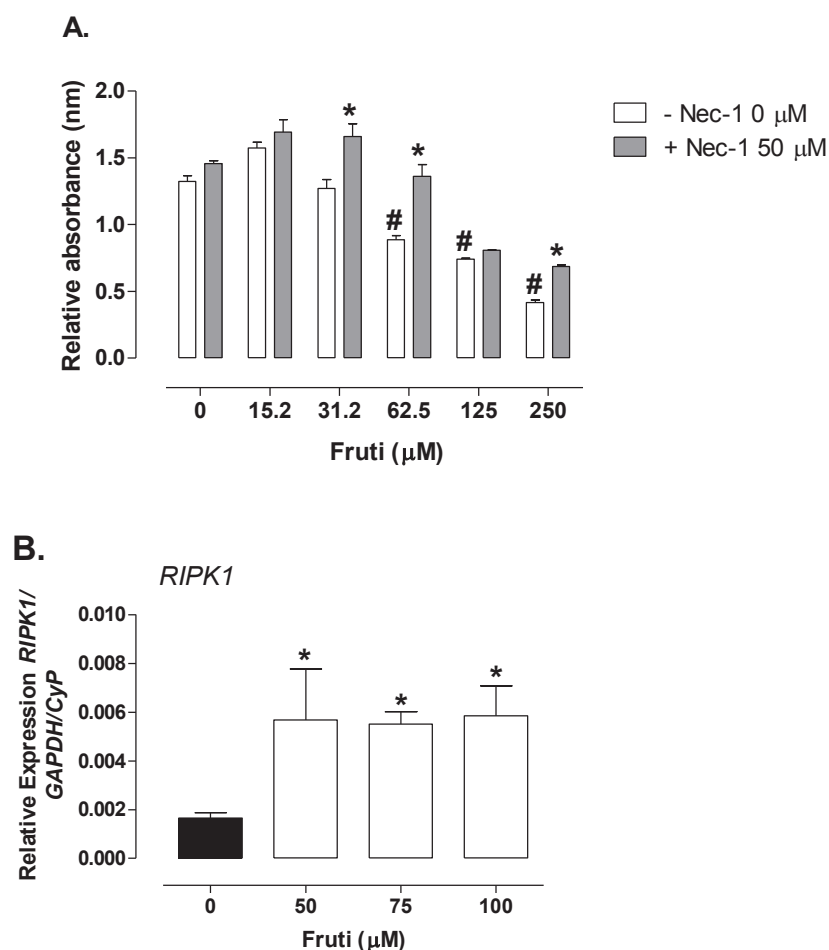 A.
Relative absorbance (nm)
2.0
1.5
1.0
0.5
0.0
* * # # # *
0 15.2 31.2 62.5 125 250
Fruti (μM)
- Nec-1 0 μM
+ Nec-1 50 μM
B.
RIPK1
Relative Expression RIPK1/
GAPDH/CyP
0.010
0.008
0.006
0.004
0.002
0.000
* * *
0 50 75 100
Fruti (μM)